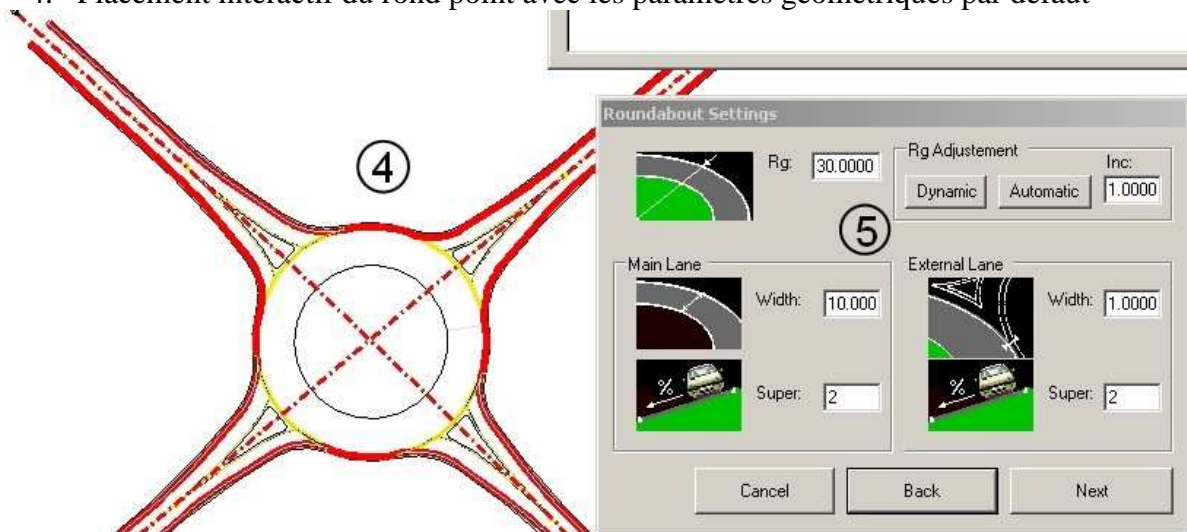 4. Placement interactif du rond point avec les paramètres géométriques par défaut
4
Roundabout Settings
Rg: 30.0000
Rg Adjustement
Inc:
Dynamic Automatic 1.0000
5
Main Lane
Width: 10.000
% Super: 2
External Lane
Width: 1.0000
% Super: 2
Cancel Back Next